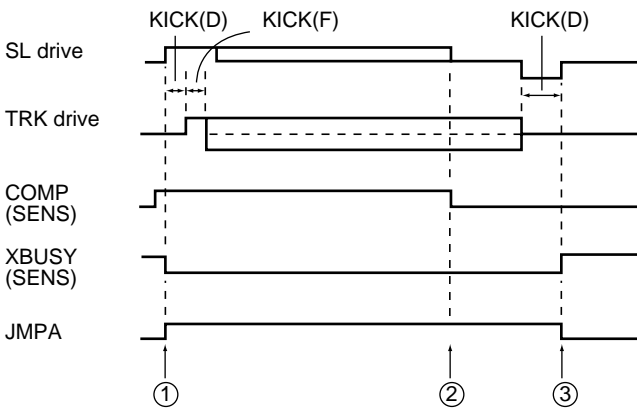 KICK(D) KICK(F) KICK(D)
SL drive
TRK drive
COMP
(SENS)
XBUSY
(SENS)
JMPA
① ② ③